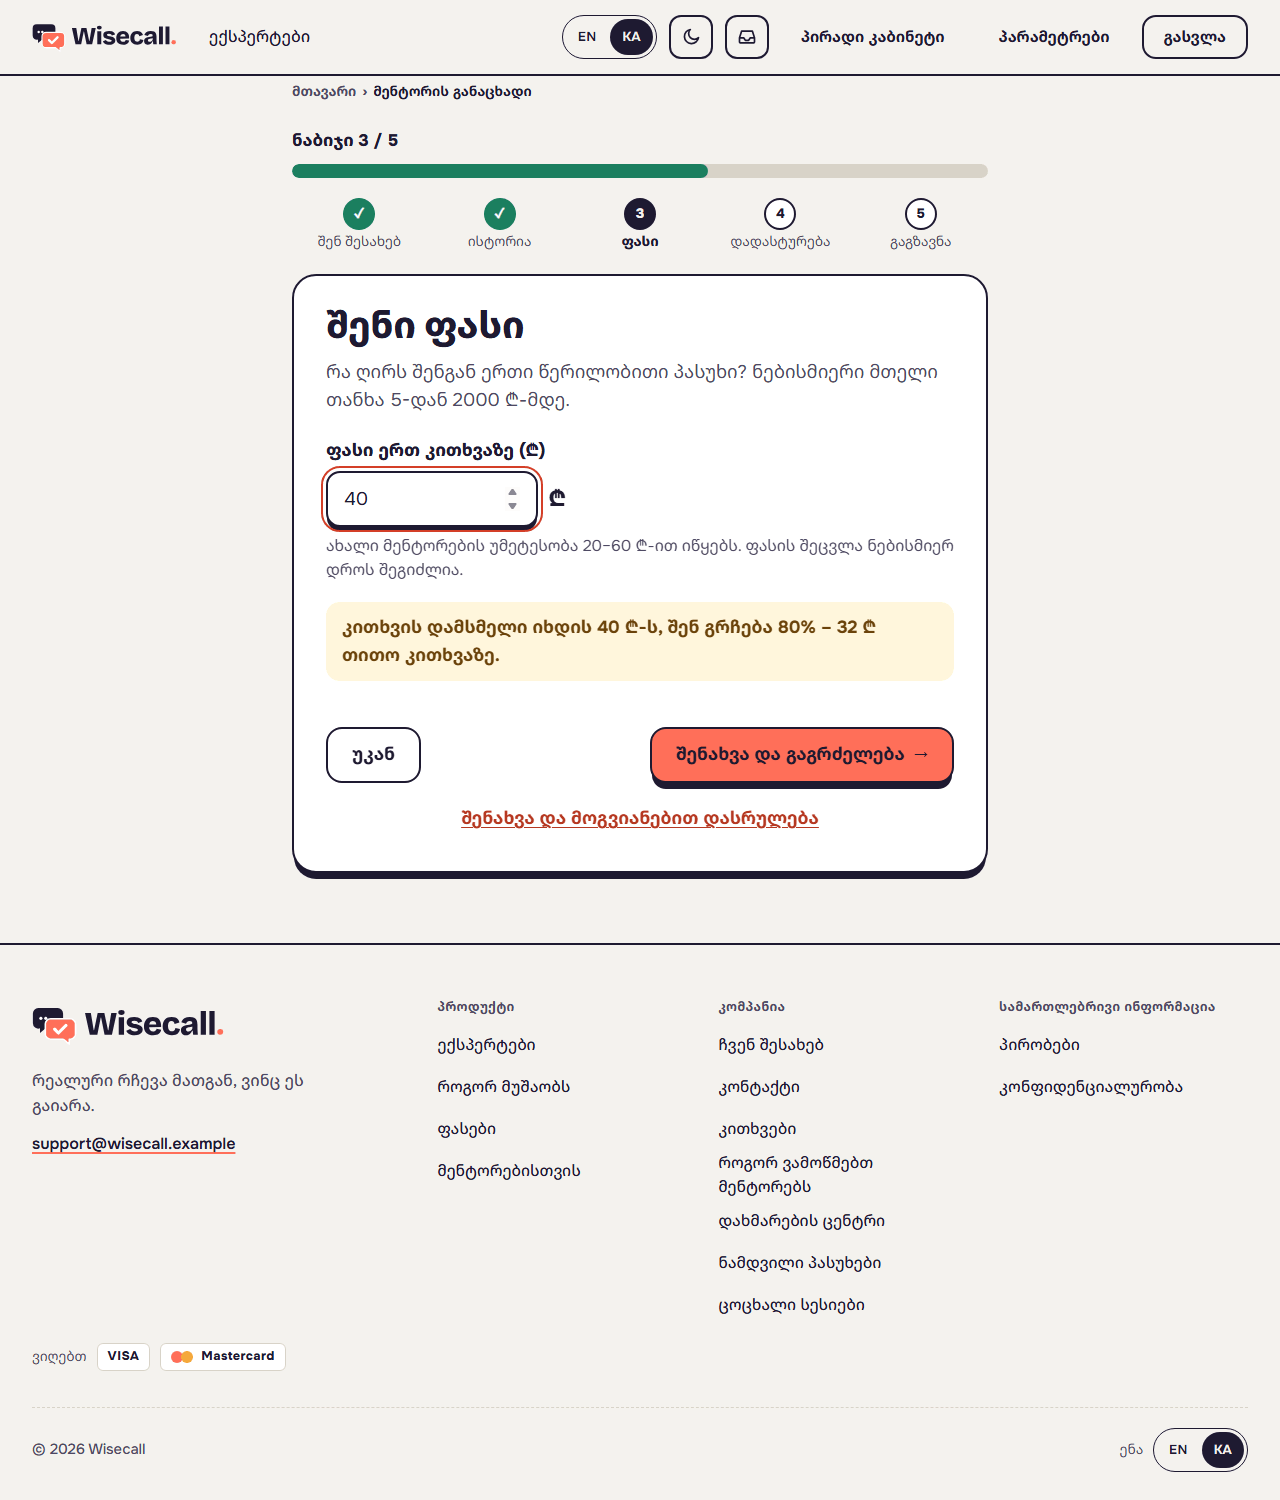 Wisecall.
ექსპერტები
EN KA
პირადი კაბინეტი
პარამეტრები
გასვლა
მთავარი › მენტორის განაცხადი
ნაბიჯი 3 / 5
✓ ✓ 3 4 5
შენ შესახებ ისტორია ფასი დადასტურება გაგზავნა
შენი ფასი
რა ღირს შენგან ერთი წერილობითი პასუხი? ნებისმიერი მთელი
თანხა 5-დან 2000 ₾-მდე.
ფასი ერთ კითხვაზე (₾)
40 ₾
ახალი მენტორების უმეტესობა 20–60 ₾-ით იწყებს. ფასის შეცვლა ნებისმიერ
დროს შეგიძლია.
კითხვის დამსმელი იხდის 40 ₾-ს, შენ გრჩება 80% – 32 ₾
თითო კითხვაზე.
უკან
შენახვა და გაგრძელება →
შენახვა და მოგვიანებით დასრულება
Wisecall.
რეალური რჩევა მათგან, ვინც ეს
გაიარა.
support@wisecall.example
პროდუქტი
ექსპერტები
როგორ მუშაობს
ფასები
მენტორებისთვის
კომპანია
ჩვენ შესახებ
კონტაქტი
კითხვები
როგორ ვამოწმებთ
მენტორებს
დახმარების ცენტრი
ნამდვილი პასუხები
ცოცხალი სესიები
სამართლებრივი ინფორმაცია
პირობები
კონფიდენციალურობა
ვიღებთ VISA Mastercard
© 2026 Wisecall
ენა EN KA